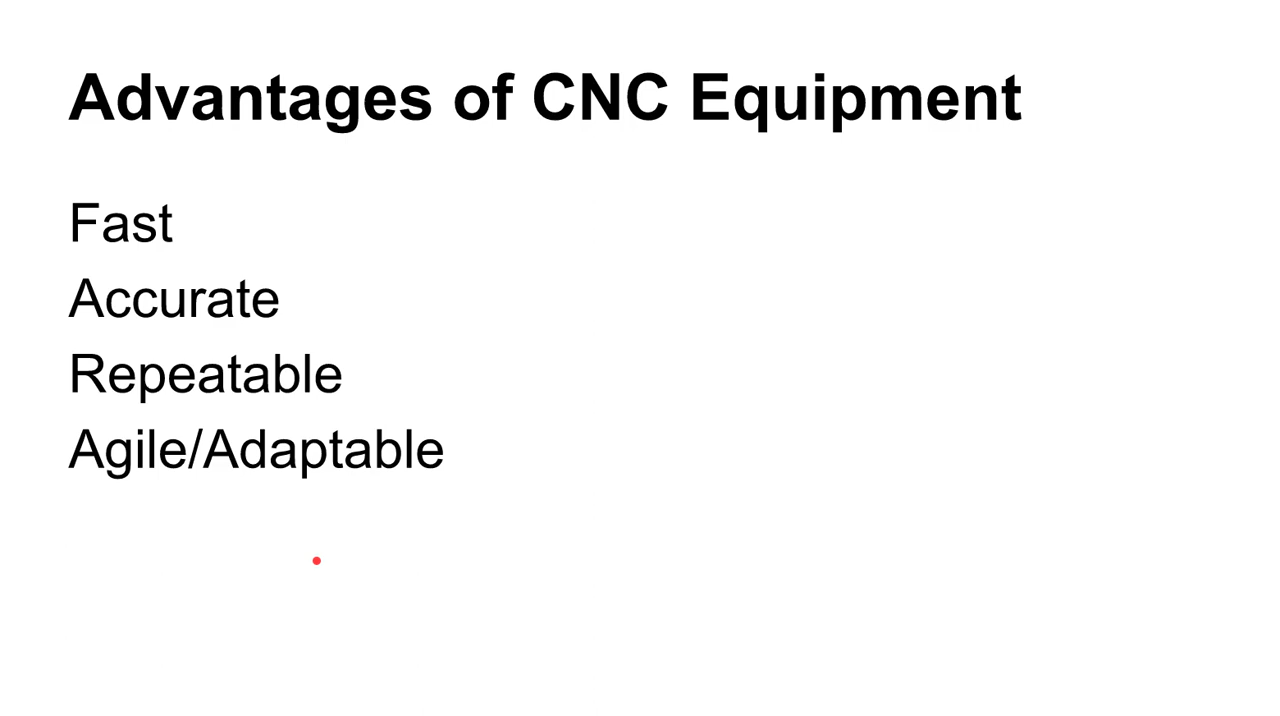 Advantages of CNC Equipment
Fast
Accurate
Repeatable
Agile/Adaptable